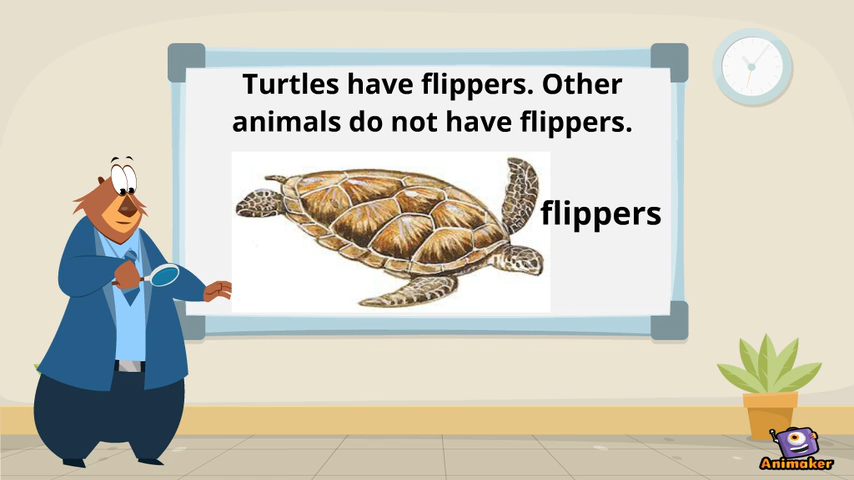 Turtles have flippers. Other
animals do not have flippers.
flippers
Animaker